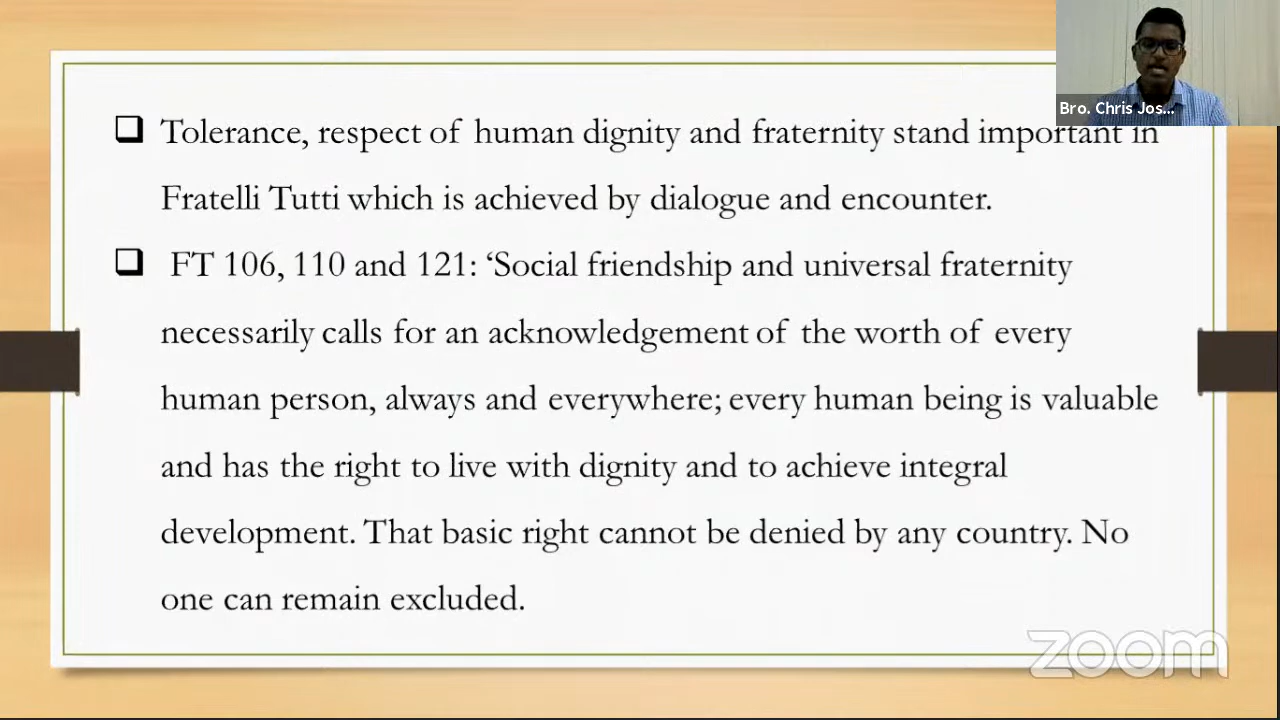 Bro. Chris Jos...
Tolerance, respect of human dignity and fraternity stand important in
Fratelli Tutti which is achieved by dialogue and encounter.
FT 106, 110 and 121: ‘Social friendship and universal fraternity
necessarily calls for an acknowledgement of the worth of every
human person, always and everywhere; every human being is valuable
and has the right to live with dignity and to achieve integral
development. That basic right cannot be denied by any country. No
one can remain excluded.
zoom